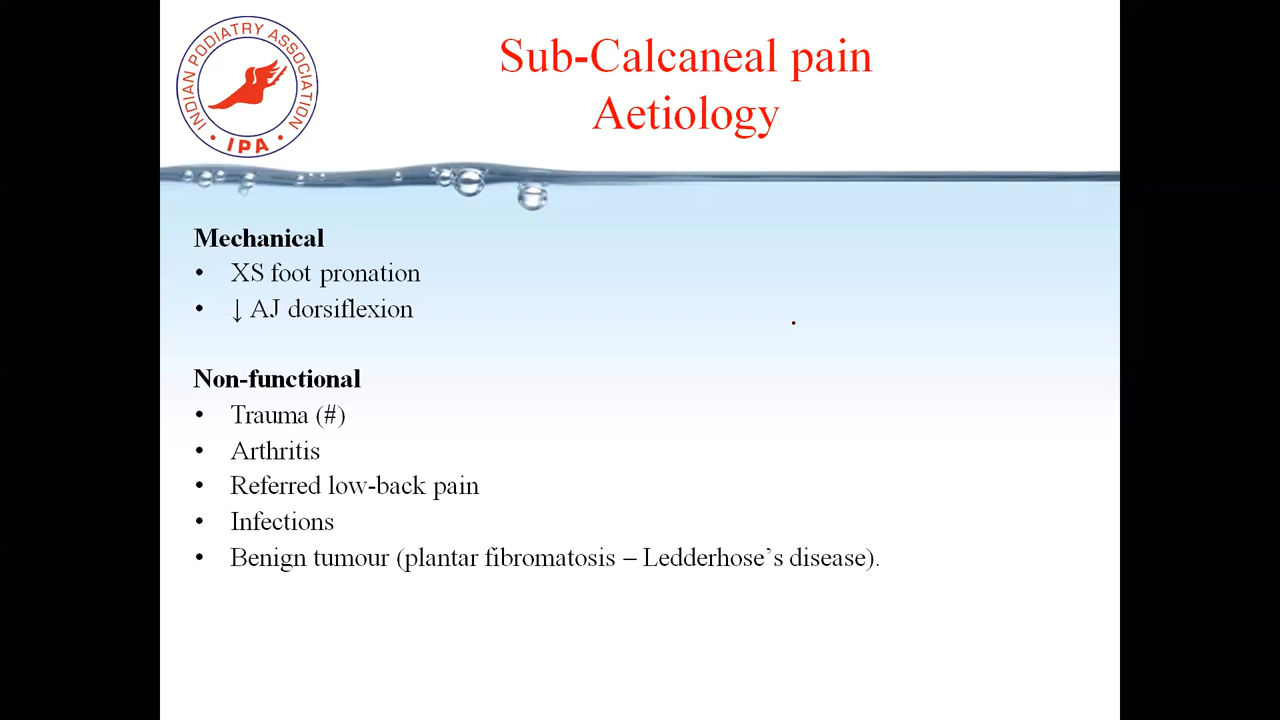 INDIAN PODIATRY ASSOCIATION
• IPA •
Sub-Calcaneal pain
Aetiology
Mechanical
• XS foot pronation
• ↓ AJ dorsiflexion
Non-functional
• Trauma (#)
• Arthritis
• Referred low-back pain
• Infections
• Benign tumour (plantar fibromatosis – Ledderhose’s disease).